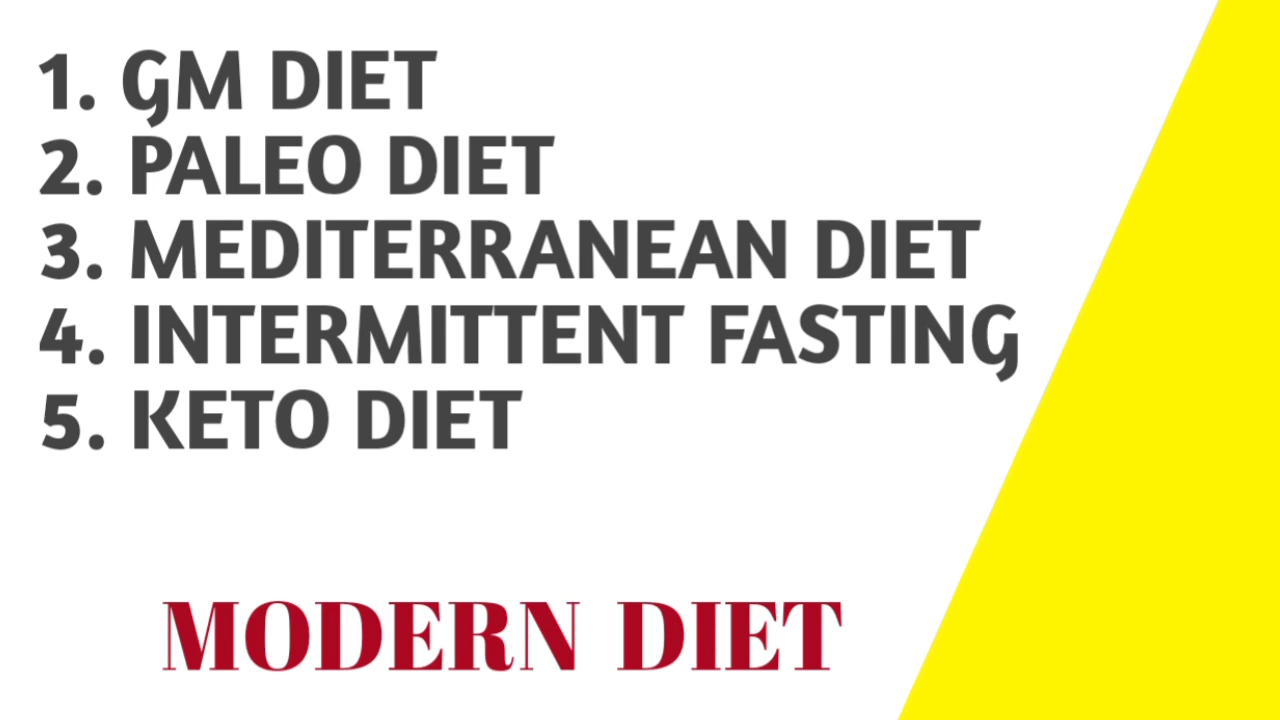 1. GM DIET
2. PALEO DIET
3. MEDITERRANEAN DIET
4. INTERMITTENT FASTING
5. KETO DIET
MODERN DIET